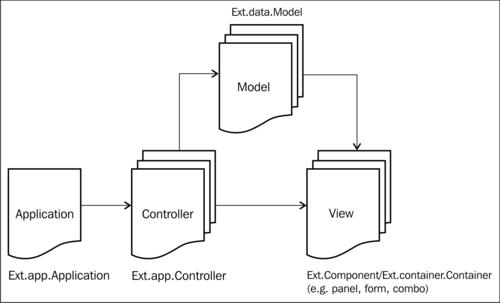 Ext.data.Model
Model
Application
Controller
View
Ext.app.Application
Ext.app.Controller
Ext.Component/Ext.container.Container
(e.g. panel, form, combo)